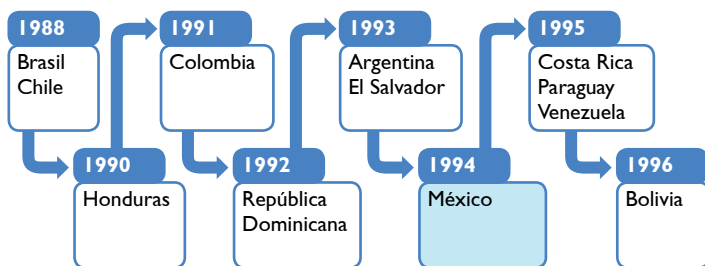 1988
Brasil
Chile
1990
Honduras
1991
Colombia
1992
República
Dominicana
1993
Argentina
El Salvador
1994
México
1995
Costa Rica
Paraguay
Venezuela
1996
Bolivia